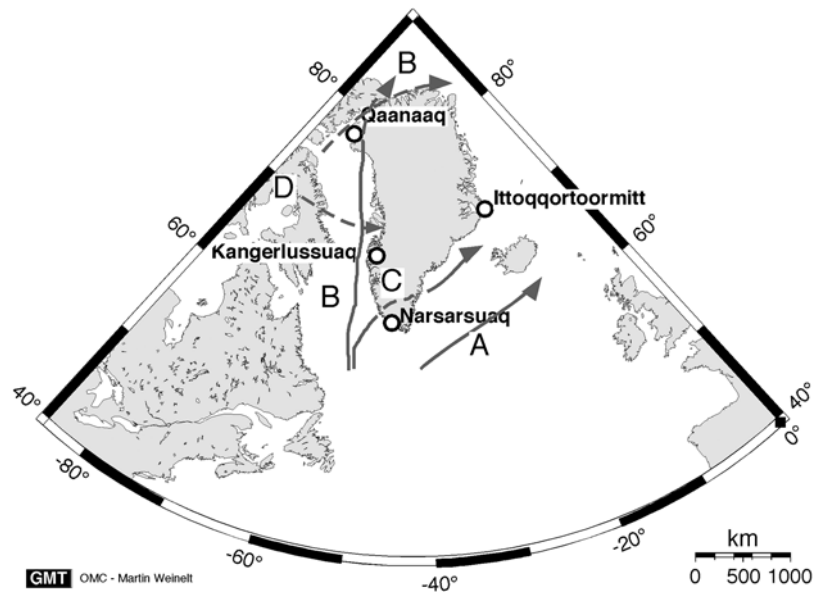 B
80°
80°
Qaanaaq
D
Ittoqqortoormitt
60°
60°
Kangerlussuaq
C
B
Narsarsuaq
A
40°
40°
0°
-80°
-60°
-20°
-40°
km
0 500 1000
GMT OMC - Martin Weinelt